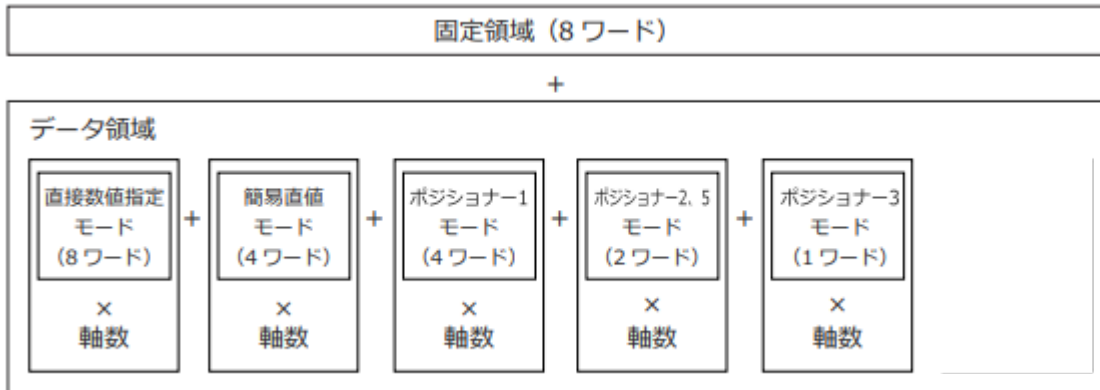 固定領域（8 ワード）
+
データ領域
直接数値指定
モード
（8 ワード）
×
軸数
+
簡易直値
モード
（4 ワード）
×
軸数
+
ポジショナー1
モード
（4 ワード）
×
軸数
+
ポジショナー2、5
モード
（2 ワード）
×
軸数
+
ポジショナー3
モード
（1 ワード）
×
軸数